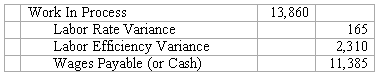 Work In Process 13,860
Labor Rate Variance 165
Labor Efficiency Variance 2,310
Wages Payable (or Cash) 11,385